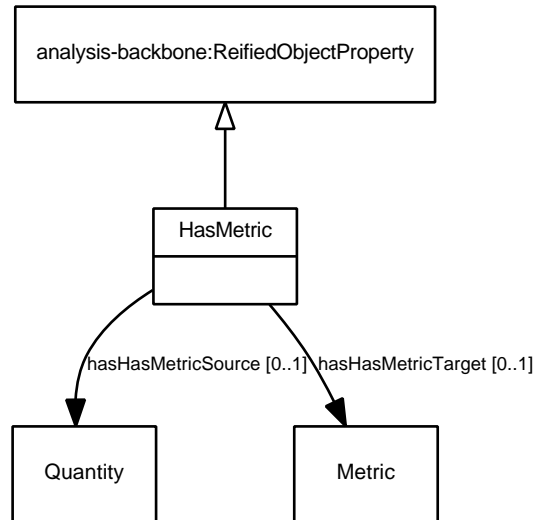 analysis-backbone:ReifiedObjectProperty
HasMetric
hasHasMetricSource [0..1]
hasHasMetricTarget [0..1]
Quantity
Metric